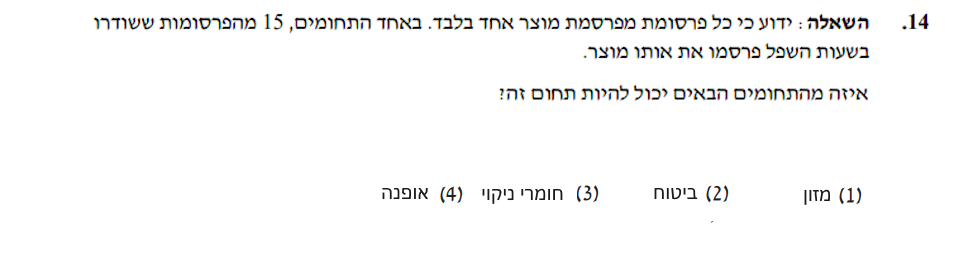 14. השאלה: ידוע כי כל פרסומת מפרסמת מוצר אחד בלבד. באחד התחומים, 15 מהפרסומות ששודרו
בשעות השפל פרסמו את אותו מוצר.
איזה מהתחומים הבאים יכול להיות תחום זה?
(1) מזון (2) ביטוח (3) חומרי ניקוי (4) אופנה